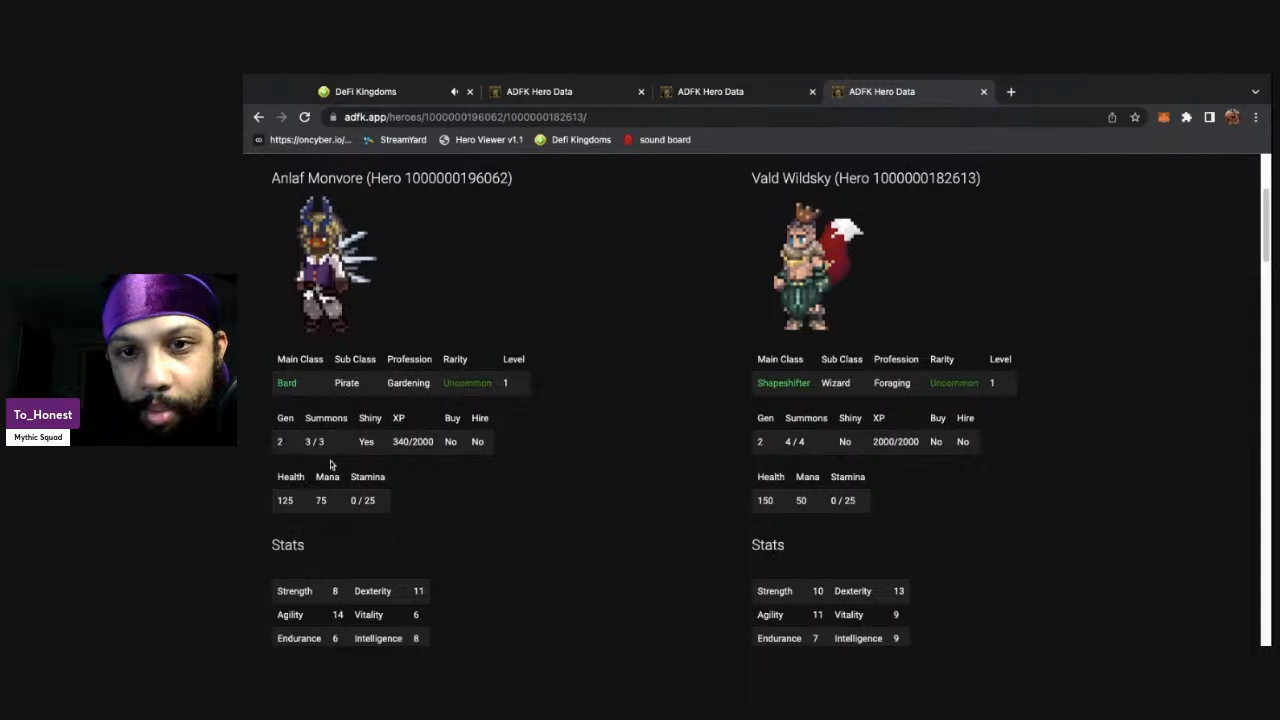 DeFi Kingdoms
ADFK Hero Data
ADFK Hero Data
ADFK Hero Data
adfk.app/heroes/1000000196062/1000000182613/
https://oncyber.io/...
StreamYard
Hero Viewer v1.1
Defi Kingdoms
sound board
Anlaf Monvore (Hero 1000000196062)
Main Class Sub Class Profession Rarity Level
Bard Pirate Gardening Uncommon 1
Gen Summons Shiny XP Buy Hire
2 3 / 3 Yes 340/2000 No No
Health Mana Stamina
125 75 0 / 25
Stats
Strength 8 Dexterity 11
Agility 14 Vitality 6
Endurance 6 Intelligence 8
Vald Wildsky (Hero 1000000182613)
Main Class Sub Class Profession Rarity Level
Shapeshifter Wizard Foraging Uncommon 1
Gen Summons Shiny XP Buy Hire
2 4 / 4 No 2000/2000 No No
Health Mana Stamina
150 50 0 / 25
Stats
Strength 10 Dexterity 13
Agility 11 Vitality 9
Endurance 7 Intelligence 9
To_Honest
Mythic Squad